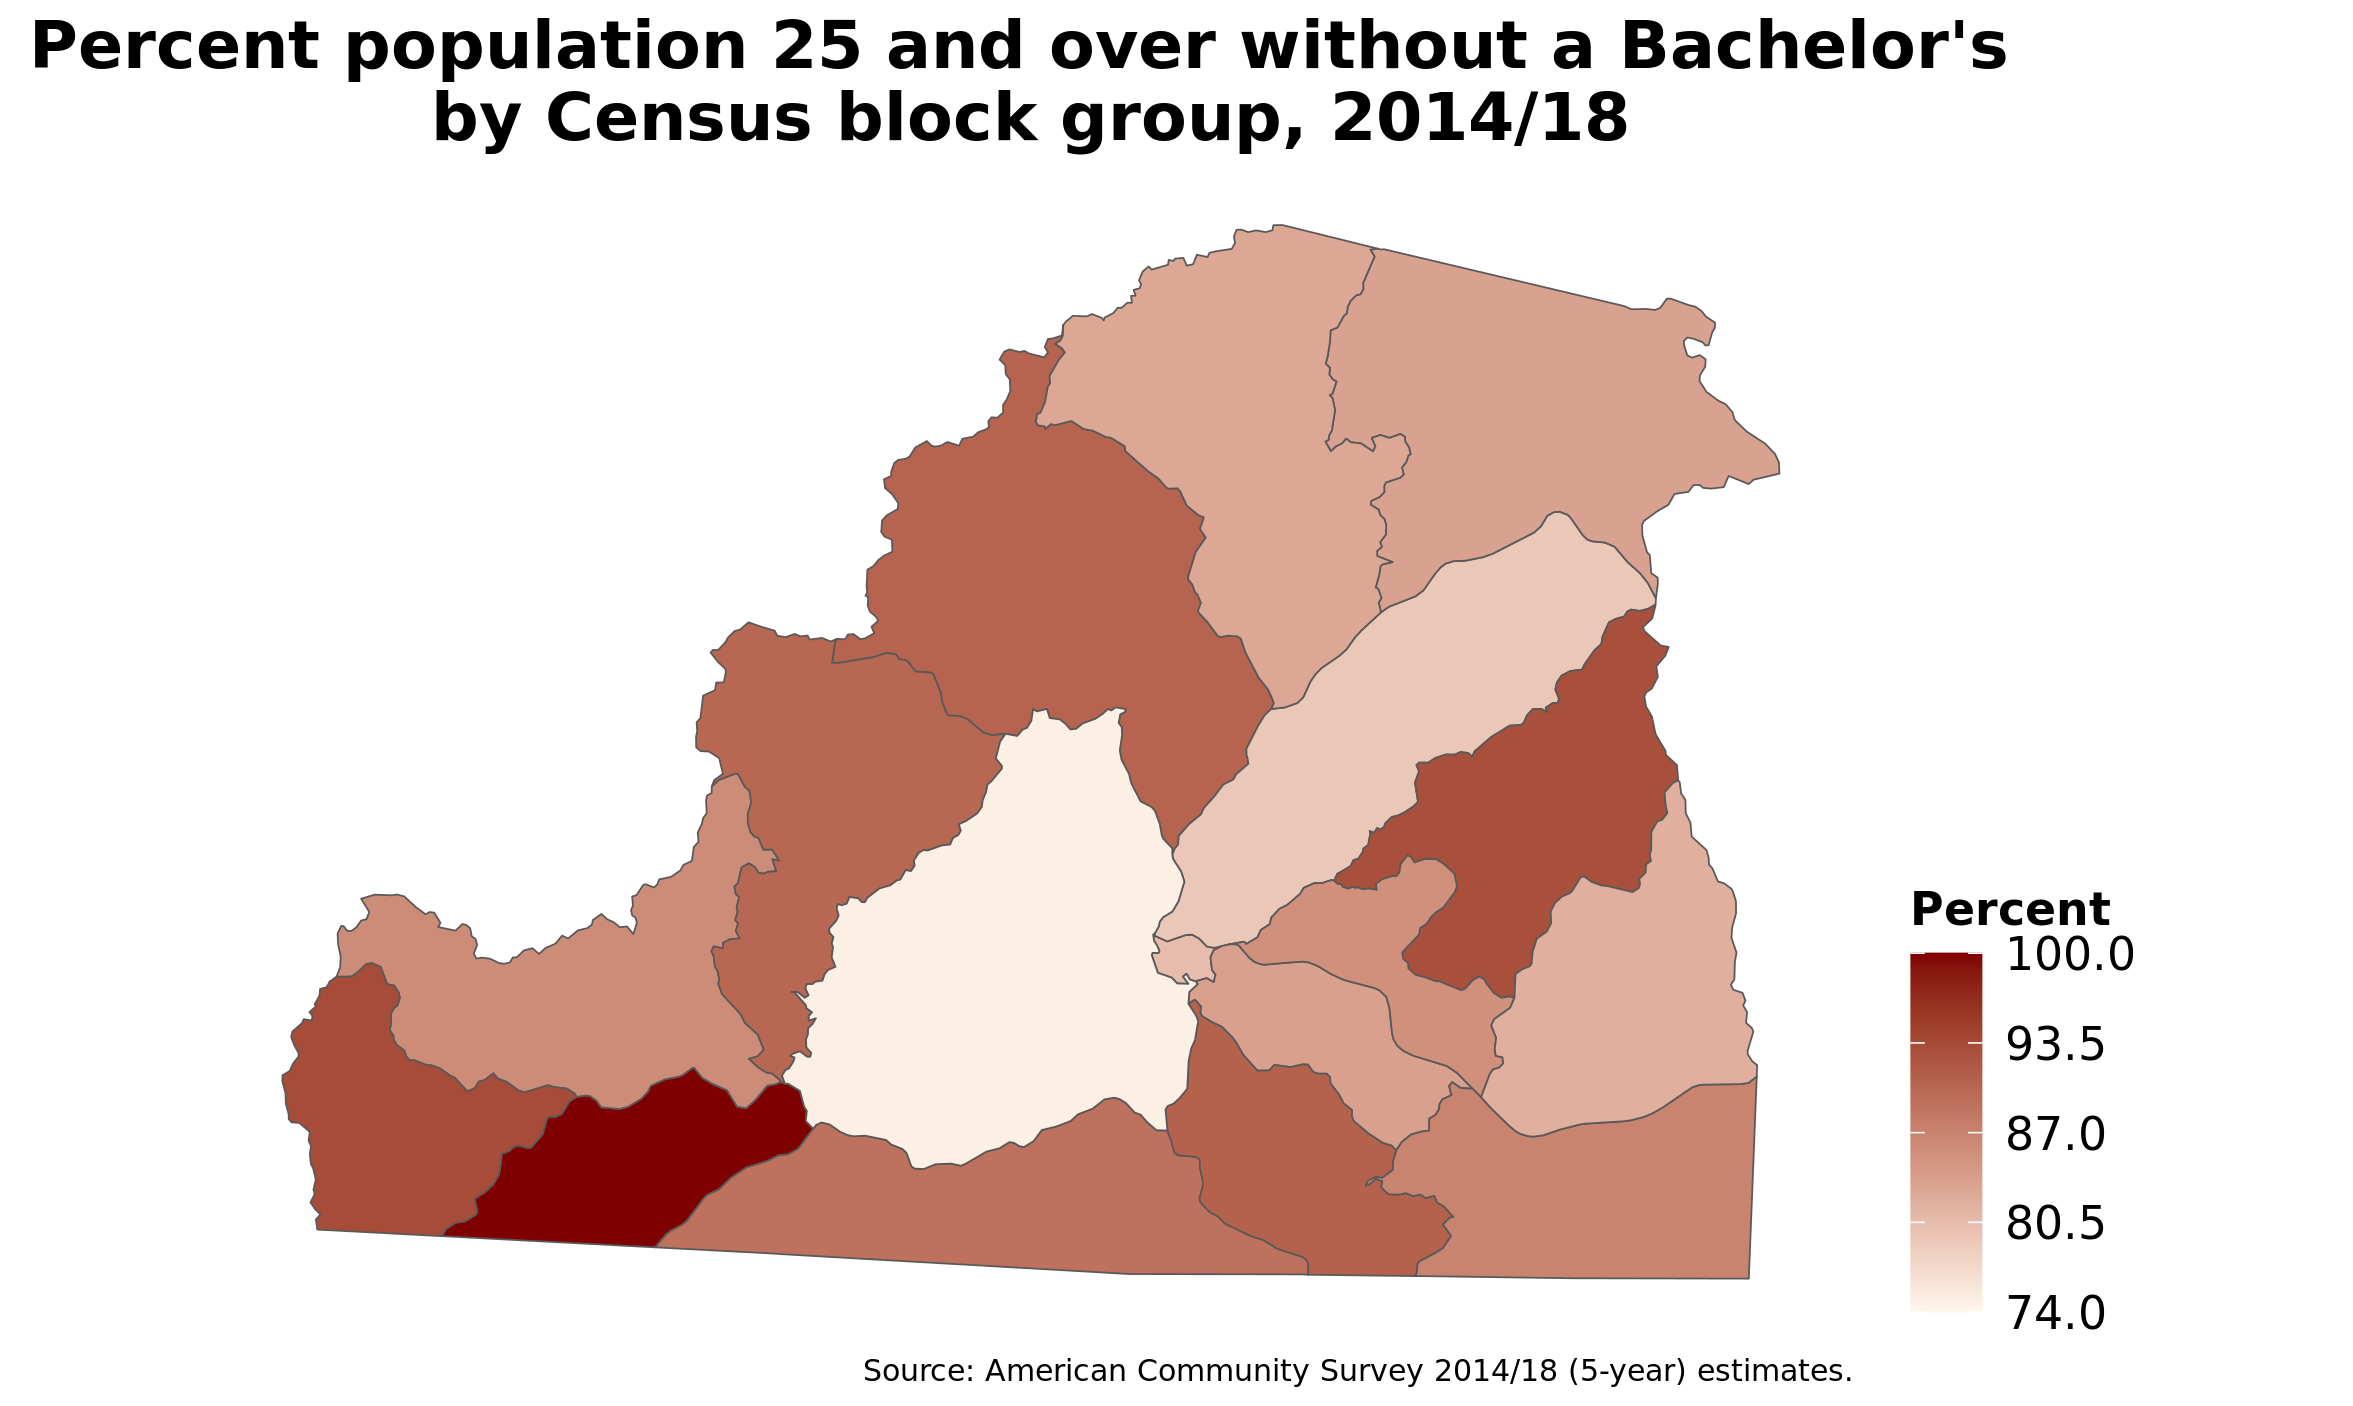 Percent population 25 and over without a Bachelor's
by Census block group, 2014/18
Percent
100.0
93.5
87.0
80.5
74.0
Source: American Community Survey 2014/18 (5-year) estimates.